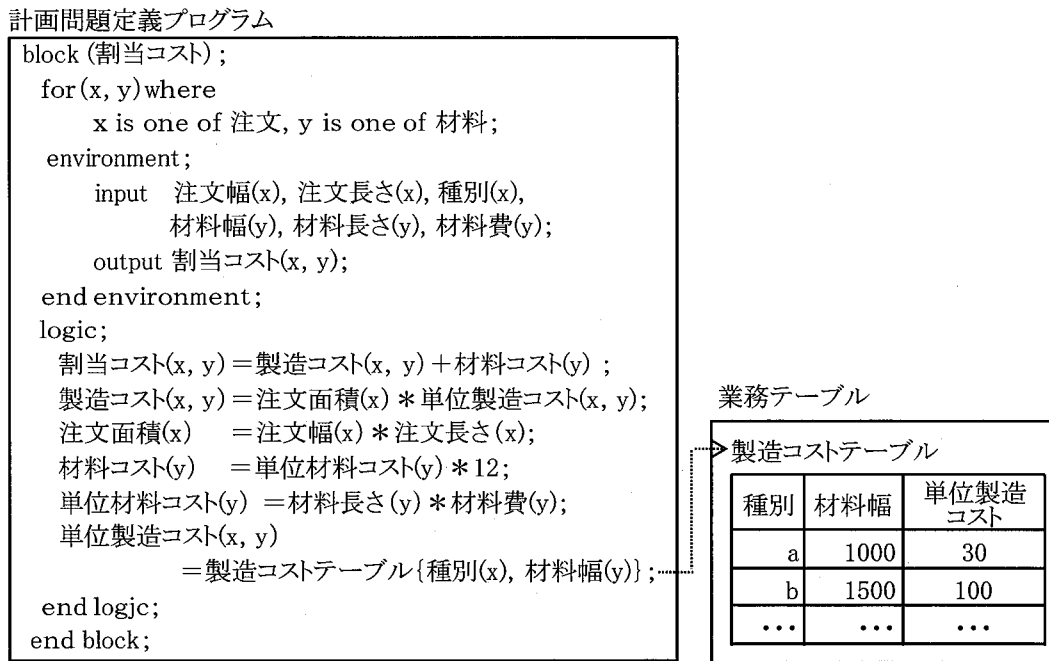 計画問題定義プログラム
block (割当コスト) ;
for (x, y) where
x is one of 注文, y is one of 材料;
environment;
input 注文幅(x), 注文長さ(x), 種別(x),
材料幅(y), 材料長さ(y), 材料費(y);
output 割当コスト(x, y);
end environment;
logic;
割当コスト(x, y)=製造コスト(x, y)+材料コスト(y) ;
製造コスト(x, y)=注文面積(x)*単位製造コスト(x, y);
注文面積(x) =注文幅(x)*注文長さ(x);
材料コスト(y) =単位材料コスト(y)*12;
単位材料コスト(y) =材料長さ(y)*材料費(y);
単位製造コスト(x, y)
=製造コストテーブル{種別(x), 材料幅(y)};
end logjc;
end block;
業務テーブル
製造コストテーブル
種別 材料幅 単位製造
コスト
a 1000 30
b 1500 100
… … …